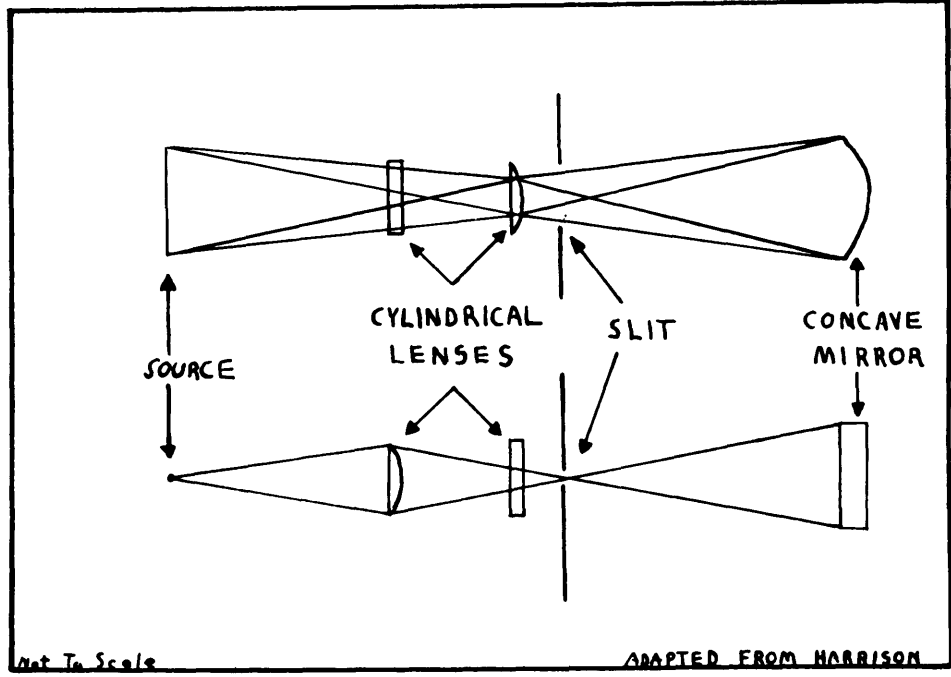 CYLINDRICAL
LENSES
SLIT
CONCAVE
MIRROR
SOURCE
Not To Scale
ADAPTED FROM HARRISON